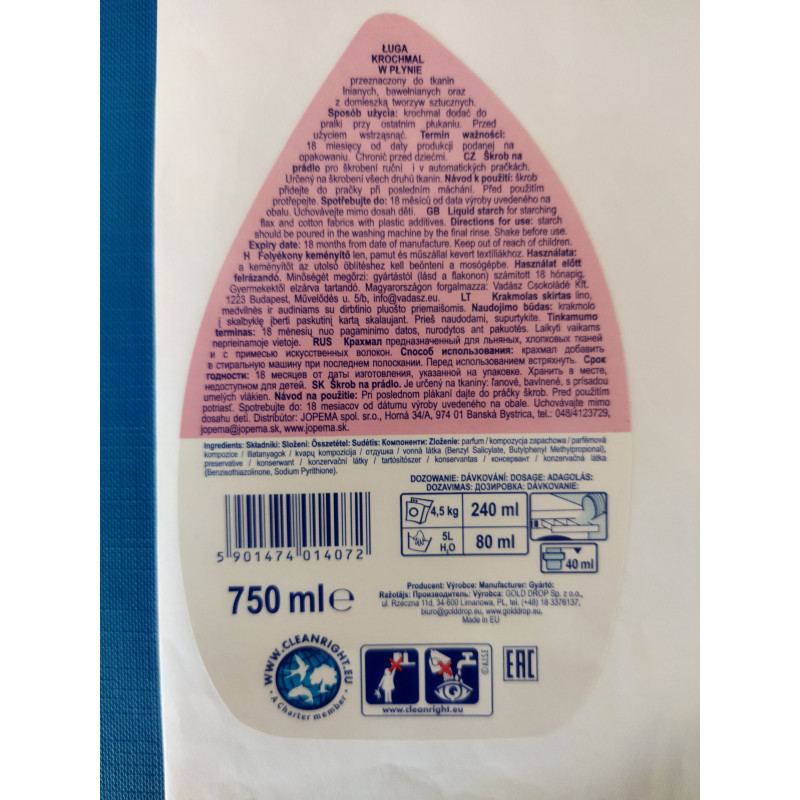 ŁUGA
KROCHMAL
W PŁYNIE
przeznaczony do tkanin
lnianych, bawełnianych oraz
z domieszką tworzyw sztucznych.
Sposób użycia: krochmal dodać do
pralki przy ostatnim płukaniu. Przed
użyciem wstrząsnąć. Termin ważności:
18 miesięcy od daty produkcji podanej na
opakowaniu. Chronić przed dziećmi. CZ Škrob na
prádlo pro škrobení ruční i v automatických pračkách.
Určený na škrobení všech druhů tkanin. Návod k použití: škrob
přidejte do pračky při posledním máchání. Před použitím
protřepejte. Spotřebujte do: 18 měsíců od data výroby uvedeného na
obalu. Uchovávejte mimo dosah dětí. GB Liquid starch for starching
flax and cotton fabrics with plastic additives. Directions for use: starch
should be poured in the washing machine by the final rinse. Shake before use.
Expiry date: 18 months from date of manufacture. Keep out of reach of children.
H Folyékony keményítő len, pamut és műszállal kevert textíliákhoz. Használata:
a keményítőt az utolsó öblítéshez kell beönteni a mosógépbe. Használat előtt
felrázandó. Minőségét megőrzi: gyártástól (lásd a flakonon) számított 18 hónapig.
Gyermekektől elzárva tartandó. Magyarországon forgalmazza: Vadász Csokoládé Kft.
1223 Budapest, Művelődés u. 5/b, info@vadasz.eu. LT Krakmolas skirtas lino,
medvilnės ir audiniams su dirbtinio pluošto priemaišomis. Naudojimo būdas: krakmolo
į skalbyklę įberti paskutinį kartą skalaujant. Prieš naudodami, supurtykite. Tinkamumo
terminas: 18 mėnesių nuo pagaminimo datos, nurodytos ant pakuotės. Laikyti vaikams
neprieinamoje vietoje. RUS Крахмал предназначенный для льняных, хлопковых тканей
и с примесью искусственных волокон. Способ использования: крахмал добавить
в стиральную машину при последнем полоскании. Перед использованием встряхнуть. Срок
годности: 18 месяцев от даты изготовления, указанной на упаковке. Хранить в месте,
недоступном для детей. SK Škrob na prádlo. Je určený na tkaniny: ľanové, bavlnené, s prísadou
umelých vlákien. Návod na použitie: Pri poslednom plákaní dajte do práčky škrob. Pred použitím
potriasť. Spotrebujte do: 18 mesiacov od dátumu výroby uvedeného na obale. Uchovávajte mimo
dosahu detí. Distribútor: JOPEMA s.r.o., Horná 34/A, 974 01 Banská Bystrica, tel.: 048/4123729,
jopema@jopema.sk, www.jopema.sk.
Ingredients: Składniki: Složení: Összetétel: Sudėtis: Компоненты: Zloženie: parfum / kompozycja zapachowa / parfémová
kompozice / illatanyagok / kvapų kompozicija / отдушка / vonná látka (Benzyl Salicylate, Butylphenyl Methylpropional),
preservative / konserwant / konzervační látky / tartósítószer / konservantas / консервант / konzervačná látka
(Benzisothiazolinone, Sodium Pyrithione).
DOZOWANIE: DÁVKOVÁNÍ: DOSAGE: ADAGOLÁS:
DOZAVIMAS: ДОЗИРОВКА: DÁVKOVANIE:
4,5 kg 240 ml
5L
H2O 80 ml
40 ml
5 901474 014072
750 ml e
Producent: Výrobce: Manufacturer: Gyártó:
Ražotājs: Производитель: Výrobca: GOLD DROP Sp. z o.o.,
ul. Rzeczna 11d, 34-600 Limanowa, PL, tel. (+48) 18 3376137,
biuro@golddrop.eu, www.golddrop.eu
Made in EU
WWW.CLEANRIGHT.EU
• A Charter member •
www.cleanright.eu
© A.I.S.E
EAC